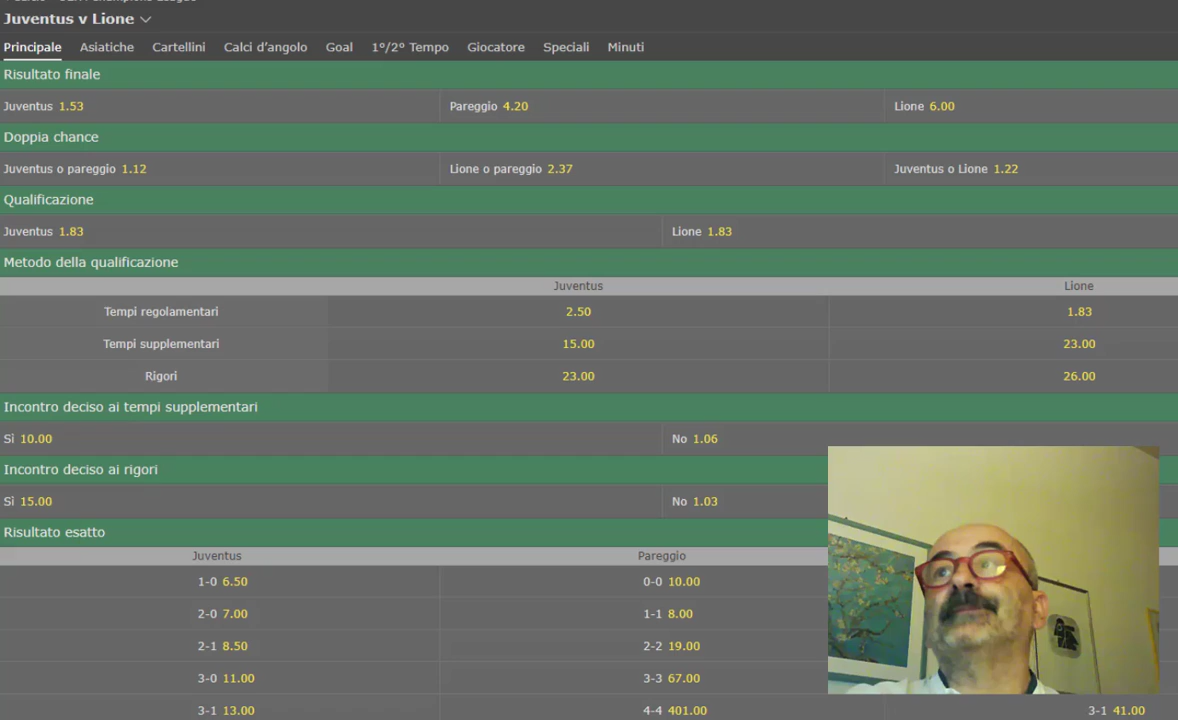 Juventus v Lione
Principale Asiatiche Cartellini Calci d'angolo Goal 1°/2° Tempo Giocatore Speciali Minuti
Risultato finale
Juventus 1.53 Pareggio 4.20 Lione 6.00
Doppia chance
Juventus o pareggio 1.12 Lione o pareggio 2.37 Juventus o Lione 1.22
Qualificazione
Juventus 1.83 Lione 1.83
Metodo della qualificazione
Juventus Lione
Tempi regolamentari 2.50 1.83
Tempi supplementari 15.00 23.00
Rigori 23.00 26.00
Incontro deciso ai tempi supplementari
Sì 10.00 No 1.06
Incontro deciso ai rigori
Sì 15.00 No 1.03
Risultato esatto
Juventus Pareggio
1-0 6.50 0-0 10.00
2-0 7.00 1-1 8.00
2-1 8.50 2-2 19.00
3-0 11.00 3-3 67.00
3-1 13.00 4-4 401.00 3-1 41.00